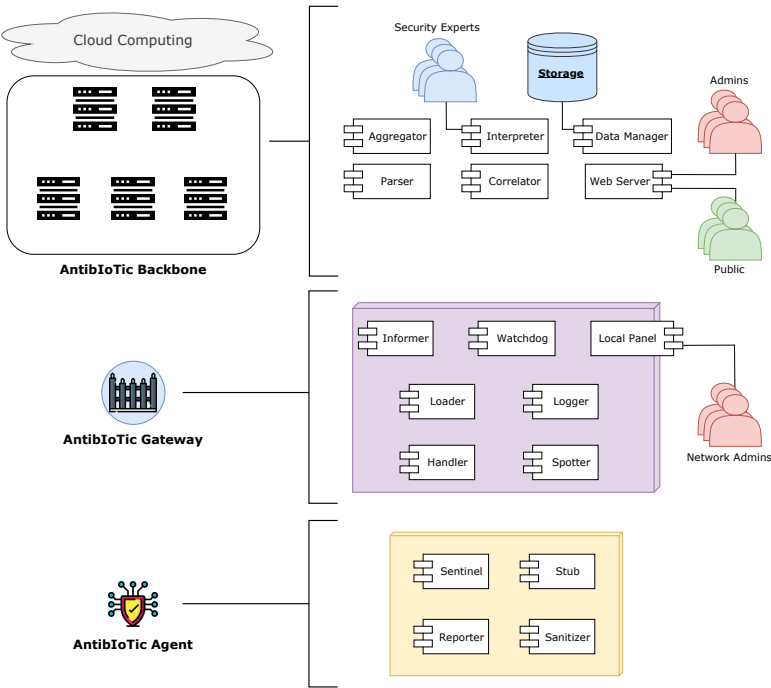 Cloud Computing
Security Experts
Storage
Admins
Aggregator
Interpreter
Data Manager
Parser
Correlator
Web Server
AntibIoTic Backbone
Public
Informer
Watchdog
Local Panel
Loader
Logger
AntibIoTic Gateway
Handler
Spotter
Network Admins
Sentinel
Stub
AntibIoTic Agent
Reporter
Sanitizer